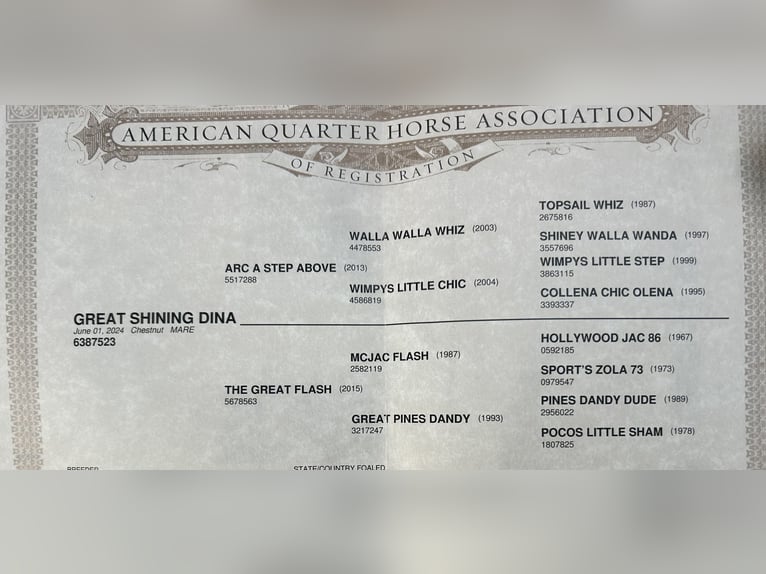 AMERICAN QUARTER HORSE ASSOCIATION
OF REGISTRATION
TOPSAIL WHIZ (1987)
2675816
WALLA WALLA WHIZ (2003)
4478553
SHINEY WALLA WANDA (1997)
3557696
ARC A STEP ABOVE (2013)
5517288
WIMPYS LITTLE STEP (1999)
3863115
WIMPYS LITTLE CHIC (2004)
4586819
COLLENA CHIC OLENA (1995)
3393337
GREAT SHINING DINA
June 01, 2024 Chestnut MARE
6387523
HOLLYWOOD JAC 86 (1967)
0592185
MCJAC FLASH (1987)
2582119
SPORT'S ZOLA 73 (1973)
0979547
THE GREAT FLASH (2015)
5678563
PINES DANDY DUDE (1989)
2956022
GREAT PINES DANDY (1993)
3217247
POCOS LITTLE SHAM (1978)
1807825
BREEDER
STATE/COUNTRY FOALED